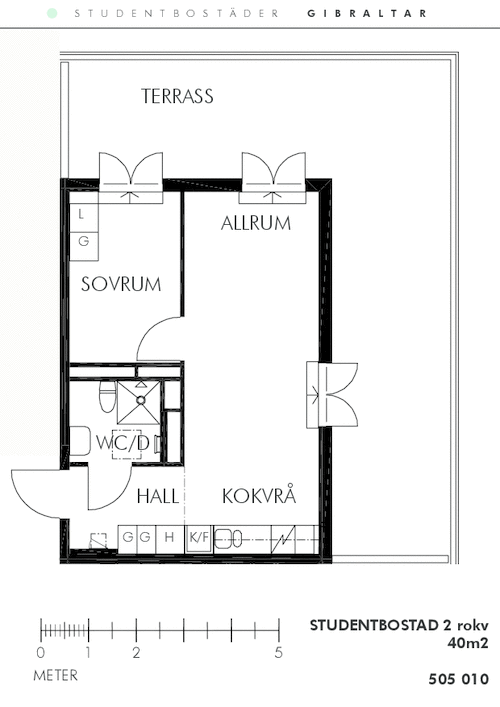 STUDENTBOSTÄDER GIBRALTAR
TERRASS
L
ALLRUM
G
SOVRUM
WC/D
HALL KOKVRÅ
G G H K/F
0 1 2 5
METER
STUDENTBOSTAD 2 rokv
40m2
505 010